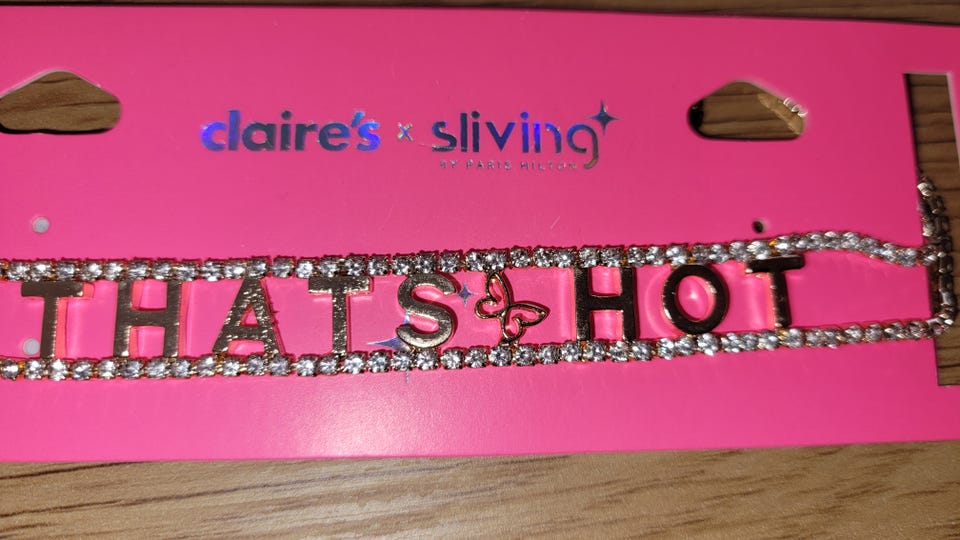 claire's x sliving
BY PARIS HILTON
THATS HOT